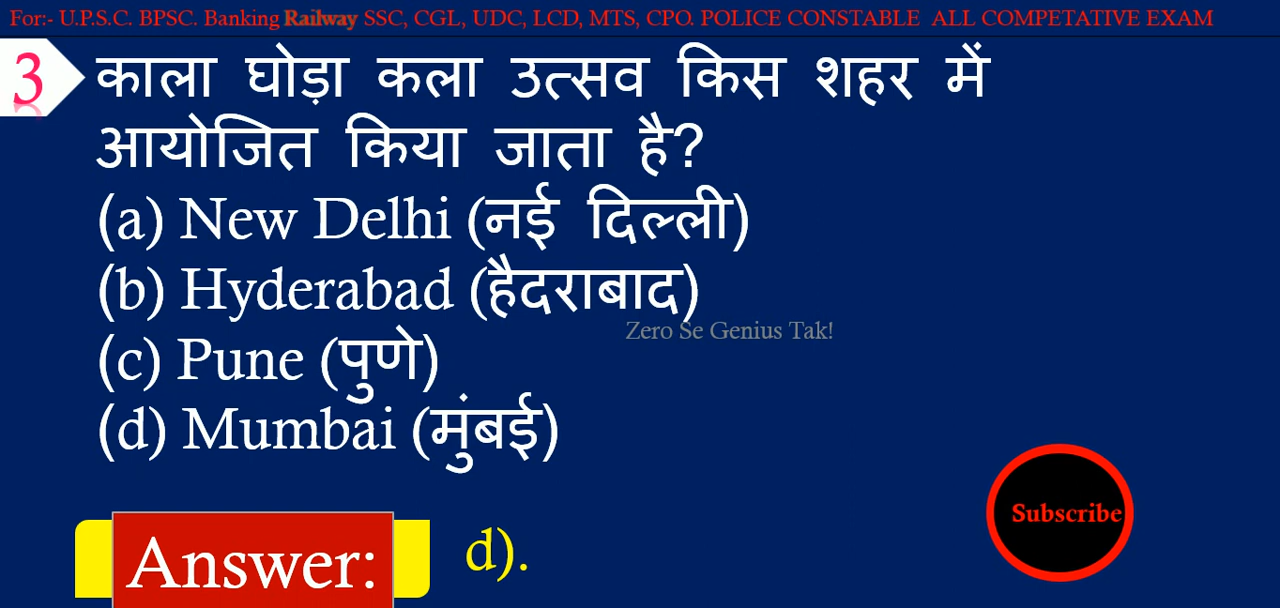 For:- U.P.S.C. BPSC. Banking Railway SSC, CGL, UDC, LCD, MTS, CPO. POLICE CONSTABLE ALL COMPETATIVE EXAM
3
काला घोड़ा कला उत्सव किस शहर में
आयोजित किया जाता है?
(a) New Delhi (नई दिल्ली)
(b) Hyderabad (हैदराबाद)
Zero Se Genius Tak!
(c) Pune (पुणे)
(d) Mumbai (मुंबई)
Subscribe
Answer: d).